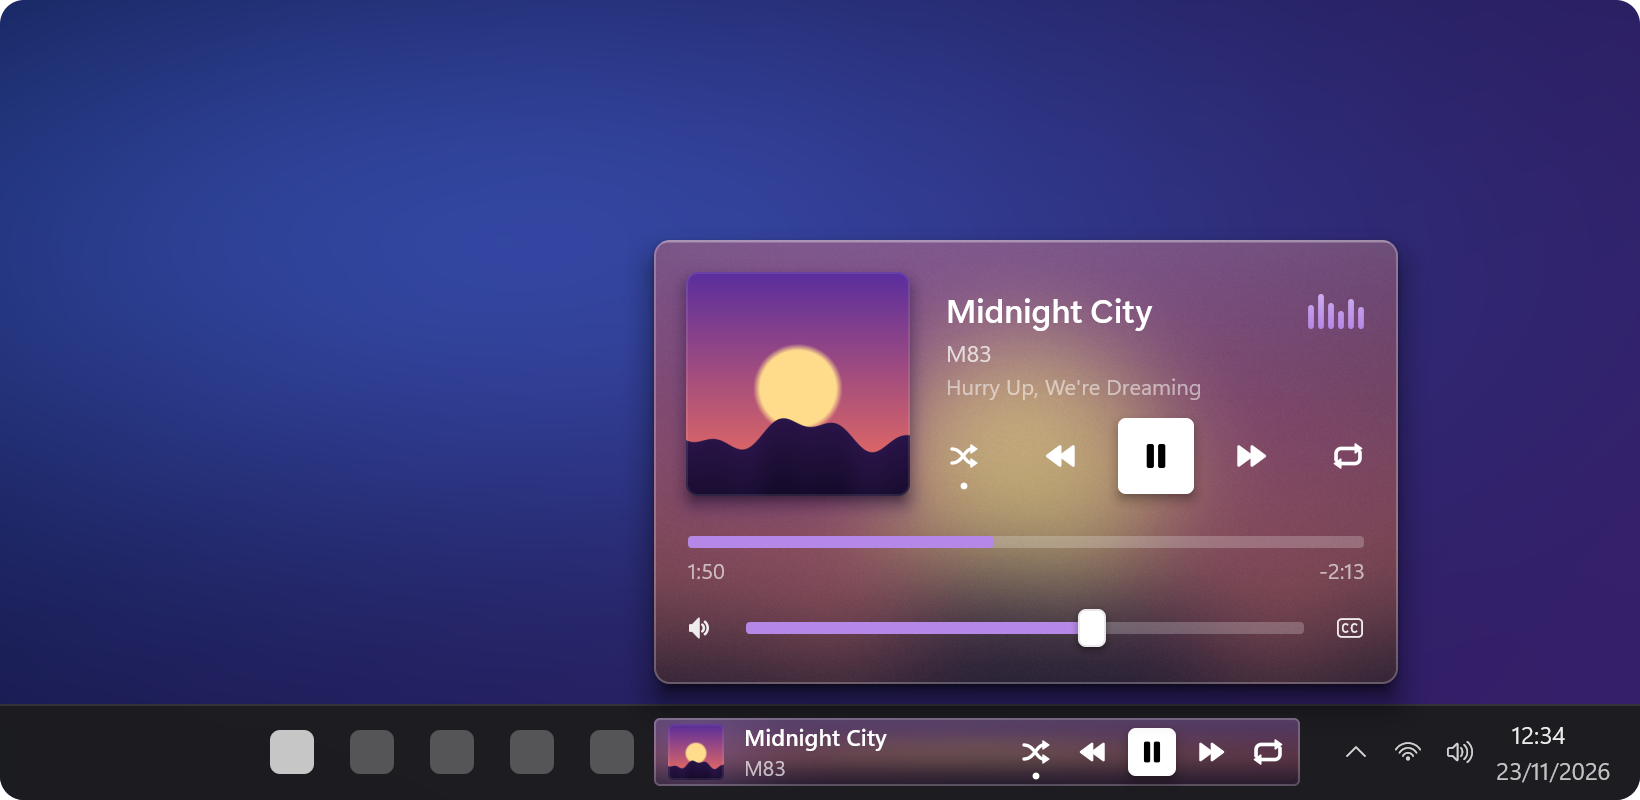 Midnight City
M83
Hurry Up, We're Dreaming
1:50
-2:13
CC
Midnight City
M83
12:34
23/11/2026